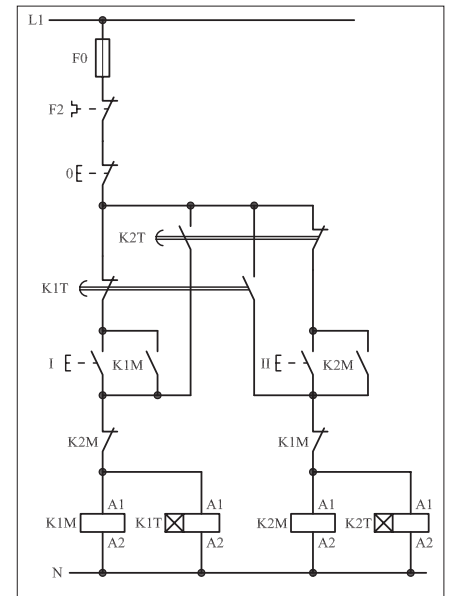 L1
F0
F2
0
K2T
K1T
I K1M II K2M
K2M K1M
A1 A1 A1 A1
K1M K1T K2M K2T
A2 A2 A2 A2
N